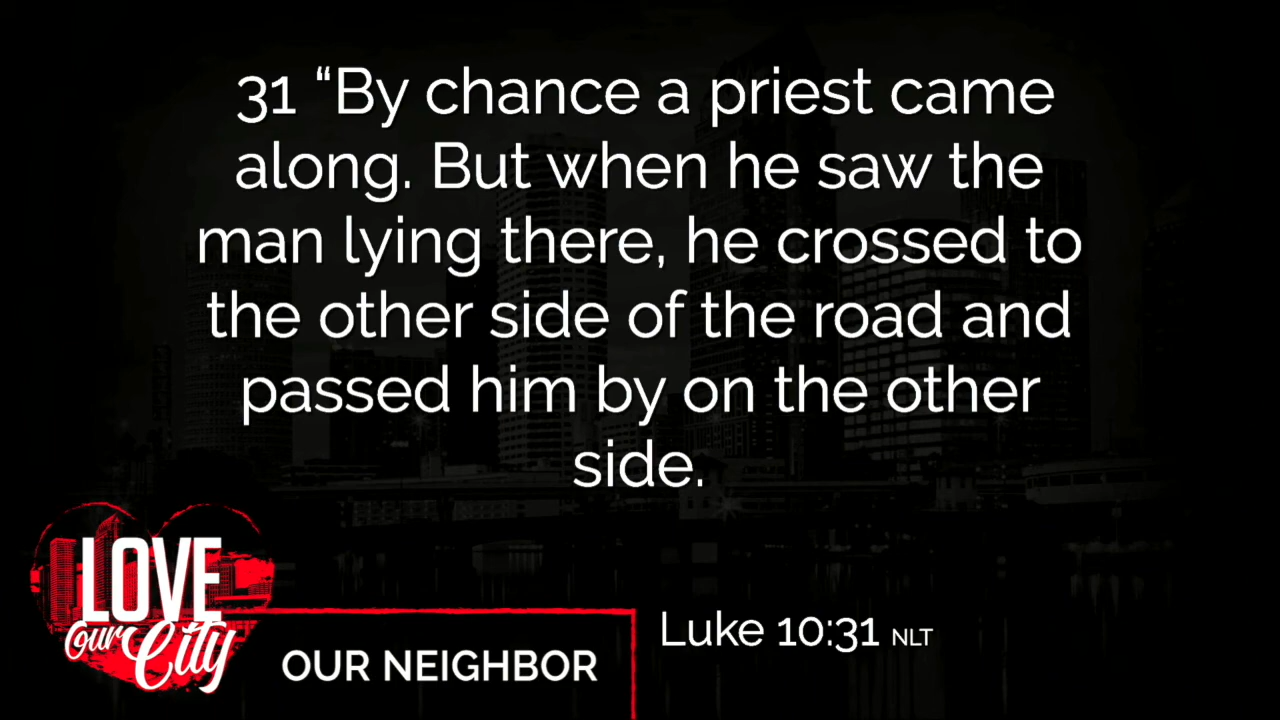 31 “By chance a priest came
along. But when he saw the
man lying there, he crossed to
the other side of the road and
passed him by on the other
side.
LOVE
Our City
OUR NEIGHBOR
Luke 10:31 NLT